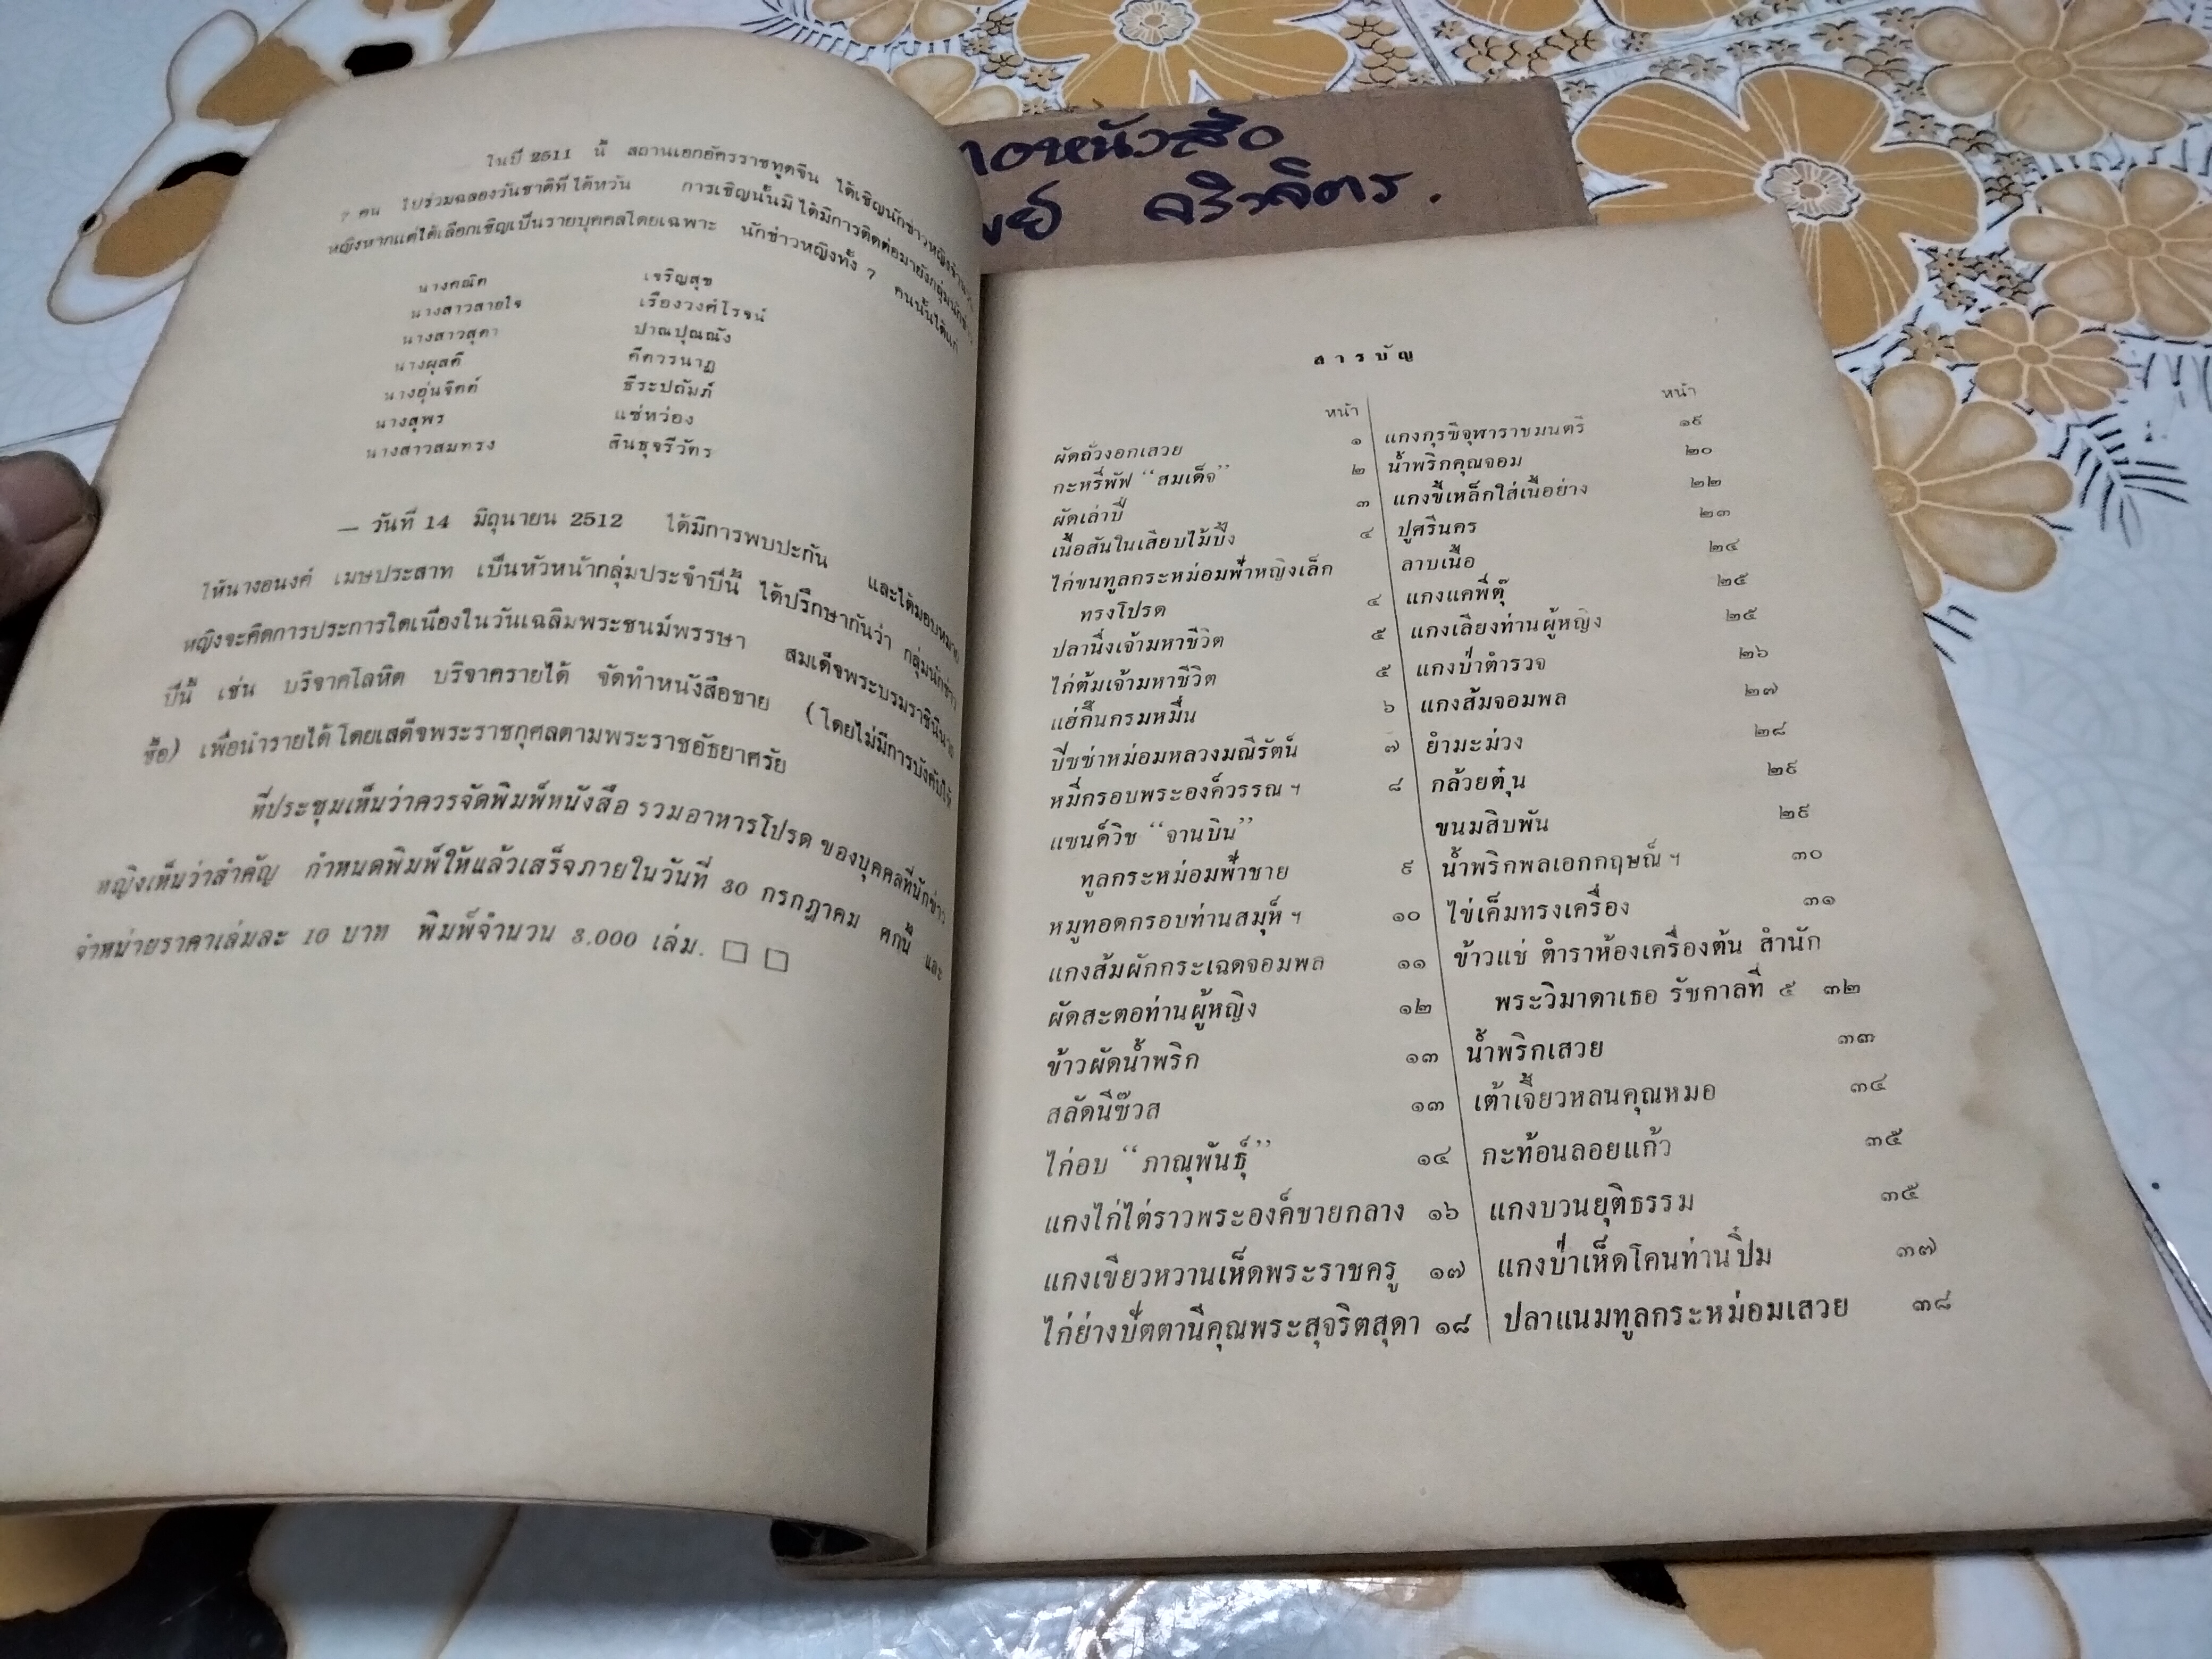 ในปี 2511 นี้ สถานเอกอัครราชทูตจีน ได้เชิญนักข่าวหญิงจำนวน
7 คน ไปร่วมฉลองวันชาติที่ไต้หวัน การเชิญนั้นมิได้มีการติดต่อมายังกลุ่มนักข่าว
หญิงหากแต่ได้เลือกเชิญเป็นรายบุคคลโดยเฉพาะ นักข่าวหญิงทั้ง 7 คนนั้นได้แก่
นางคณิต เจริญสุข
นางสาวสายใจ เรืองวงศ์โรจน์
นางสาวสุดา ปาณปุณณัง
นางผุสดี คีตวรนาฏ
นางอุ่นจิตต์ ธีระปถัมภ์
นางสุพร แซ่หว่อง
นางสาวสมทรง สินธุจรีวัตร
— วันที่ 14 มิถุนายน 2512 ได้มีการพบปะกัน และได้มอบหมาย
ให้นางอนงค์ เมษประสาท เป็นหัวหน้ากลุ่มประจำปีนี้ ได้ปรึกษากันว่า กลุ่มนักข่าว
หญิงจะคิดการประการใดเนื่องในวันเฉลิมพระชนม์พรรษา สมเด็จพระบรมราชินีนาถ
ปีนี้ เช่น บริจาคโลหิต บริจาครายได้ จัดทำหนังสือขาย (โดยไม่มีการบังคับให้
ซื้อ) เพื่อนำรายได้โดยเสด็จพระราชกุศลตามพระราชอัธยาศรัย
ที่ประชุมเห็นว่าควรจัดพิมพ์หนังสือ รวมอาหารโปรด ของบุคคลที่นักข่าว
หญิงเห็นว่าสำคัญ กำหนดพิมพ์ให้แล้วเสร็จภายในวันที่ 30 กรกฎาคม ศกนี้ และ
จำหน่ายราคาเล่มละ 10 บาท พิมพ์จำนวน 3,000 เล่ม. □ □
หนัวสือ
จริวจิตร.
สารบัญ
หน้า
ผัดถั่วงอกเสวย ๑
กะหรี่พัฟ “สมเด็จ” ๒
ผัดเล่าปี้ ๓
เนื้อสันในเสียบไม้ปิ้ง ๔
ไก่ขนทูลกระหม่อมฟ้าหญิงเล็ก
ทรงโปรด ๔
ปลานึ่งเจ้ามหาชีวิต ๕
ไก่ต้มเจ้ามหาชีวิต ๕
แฮ่กึ๊นกรมหมื่น ๖
ปีซซ่าหม่อมหลวงมณีรัตน์ ๗
หมี่กรอบพระองค์วรรณฯ ๘
แซนด์วิช “จานบิน”
ทูลกระหม่อมฟ้าชาย ๙
หมูทอดกรอบท่านสมุห์ฯ ๑๐
แกงส้มผักกระเฉดจอมพล ๑๑
ผัดสะตอท่านผู้หญิง ๑๒
ข้าวผัดน้ำพริก ๑๓
สลัดนีซ๊วส ๑๓
ไก่อบ “ภาณุพันธุ์” ๑๔
แกงไก่ไต่ราวพระองค์ชายกลาง ๑๖
แกงเขียวหวานเห็ดพระราชครู ๑๗
ไก่ย่างปัตตานีคุณพระสุจริตสุดา ๑๘
หน้า
แกงกุรุซีจุฬาราชมนตรี ๑๙
น้ำพริกคุณจอม ๒๐
แกงขี้เหล็กใส่เนื้อย่าง ๒๒
ปูศรีนคร ๒๓
ลาบเนื้อ ๒๔
แกงแคพี่ตุ๊ ๒๕
แกงเลียงท่านผู้หญิง ๒๕
แกงป่าตำรวจ ๒๖
แกงส้มจอมพล ๒๗
ยำมะม่วง ๒๘
กล้วยตุ๋น ๒๙
ขนมสิบพัน ๒๙
น้ำพริกพลเอกกฤษณ์ฯ ๓๐
ไข่เค็มทรงเครื่อง ๓๑
ข้าวแช่ ตำราห้องเครื่องต้น สำนัก
พระวิมาดาเธอ รัชกาลที่ ๕ ๓๒
น้ำพริกเสวย ๓๓
เต้าเจี้ยวหลนคุณหมอ ๓๔
กะท้อนลอยแก้ว ๓๕
แกงบวนยุติธรรม ๓๕
แกงป่าเห็ดโคนท่านปิ๋ม ๓๗
ปลาแนมทูลกระหม่อมเสวย ๓๘